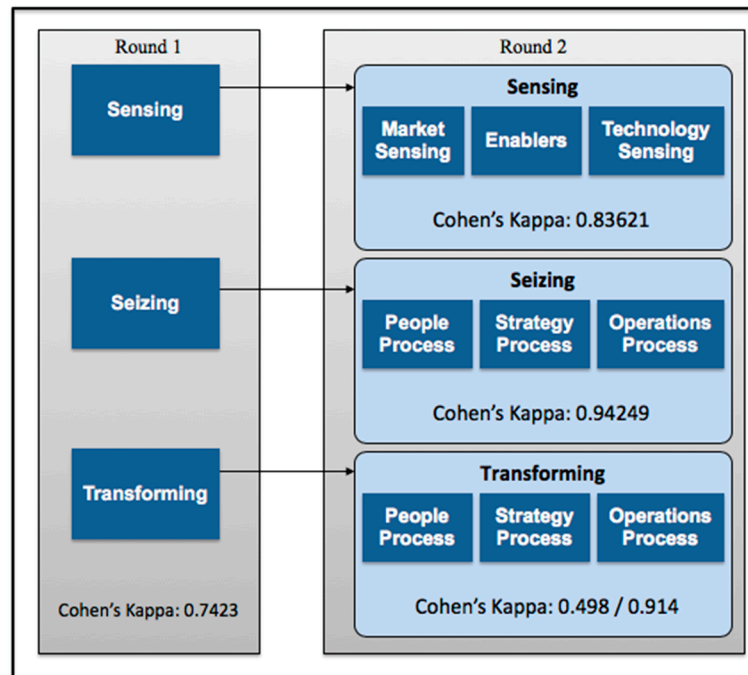 Round 1
Sensing
Seizing
Transforming
Cohen's Kappa: 0.7423
Round 2
Sensing
Market
Sensing
Enablers
Technology
Sensing
Cohen's Kappa: 0.83621
Seizing
People
Process
Strategy
Process
Operations
Process
Cohen's Kappa: 0.94249
Transforming
People
Process
Strategy
Process
Operations
Process
Cohen's Kappa: 0.498 / 0.914